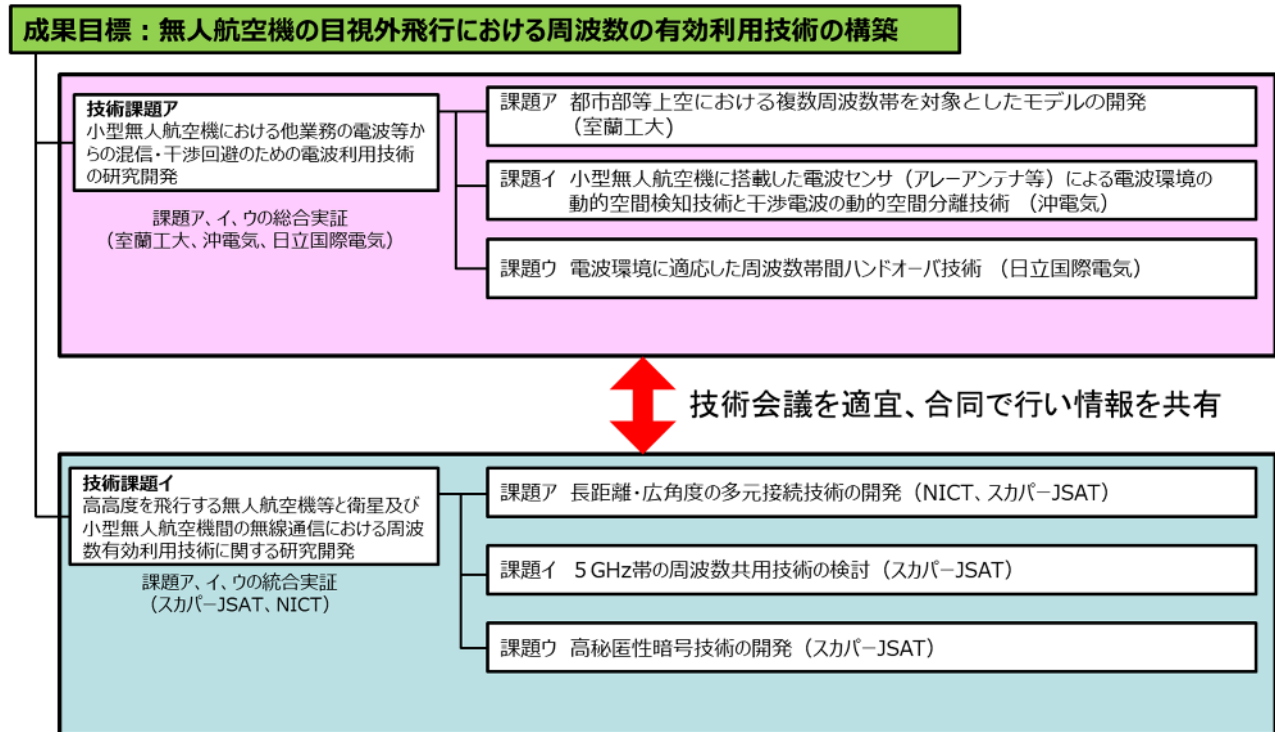 成果目標：無人航空機の目視外飛行における周波数の有効利用技術の構築
技術課題ア
小型無人航空機における他業務の電波等か
らの混信・干渉回避のための電波利用技術
の研究開発
課題ア、イ、ウの総合実証
（室蘭工大、沖電気、日立国際電気）
課題ア 都市部等上空における複数周波数帯を対象としたモデルの開発
（室蘭工大)
課題イ 小型無人航空機に搭載した電波センサ（アレーアンテナ等）による電波環境の
動的空間検知技術と干渉電波の動的空間分離技術 （沖電気）
課題ウ 電波環境に適応した周波数帯間ハンドオーバ技術 （日立国際電気）
技術会議を適宜、合同で行い情報を共有
技術課題イ
高高度を飛行する無人航空機等と衛星及び
小型無人航空機間の無線通信における周波
数有効利用技術に関する研究開発
課題ア、イ、ウの統合実証
（スカパーJSAT、NICT）
課題ア 長距離・広角度の多元接続技術の開発（NICT、スカパーJSAT）
課題イ ５GHz帯の周波数共用技術の検討（スカパーJSAT）
課題ウ 高秘匿性暗号技術の開発（スカパーJSAT）